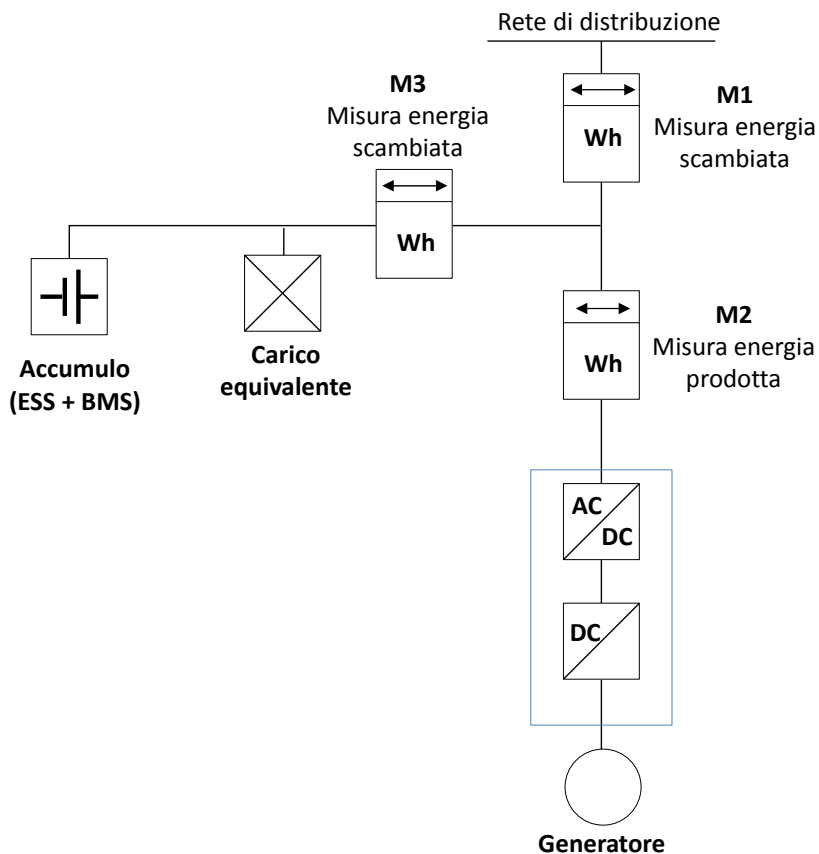 Rete di distribuzione
M3
Misura energia
scambiata
Wh
M1
Misura energia
scambiata
Wh
Accumulo
(ESS + BMS)
Carico
equivalente
Wh
M2
Misura energia
prodotta
AC
DC
DC
Generatore